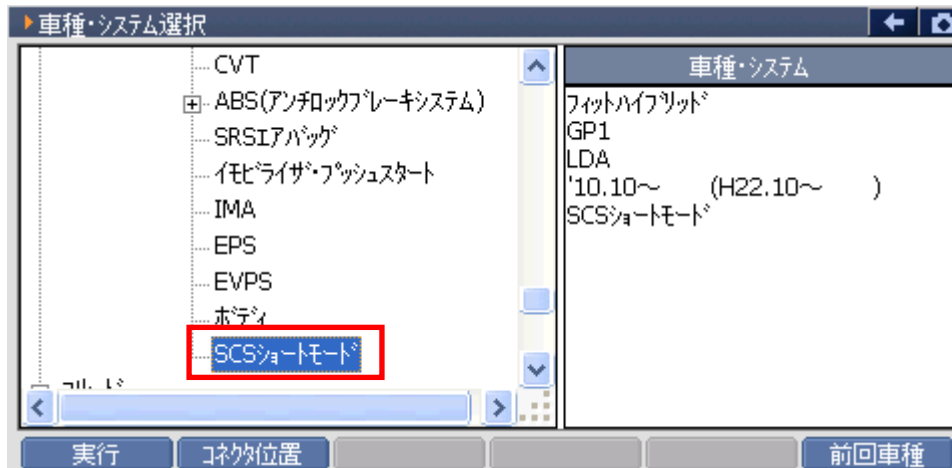 車種・システム選択
CVT
ABS(アンチロックブレーキシステム)
SRSエアバッグ
イモビライザ・プッシュスタート
IMA
EPS
EVPS
ボディ
SCSショートモード
車種・システム
フィットハイブリッド
GP1
LDA
'10.10～ (H22.10～ )
SCSショートモード
実行
コネクタ位置
前回車種